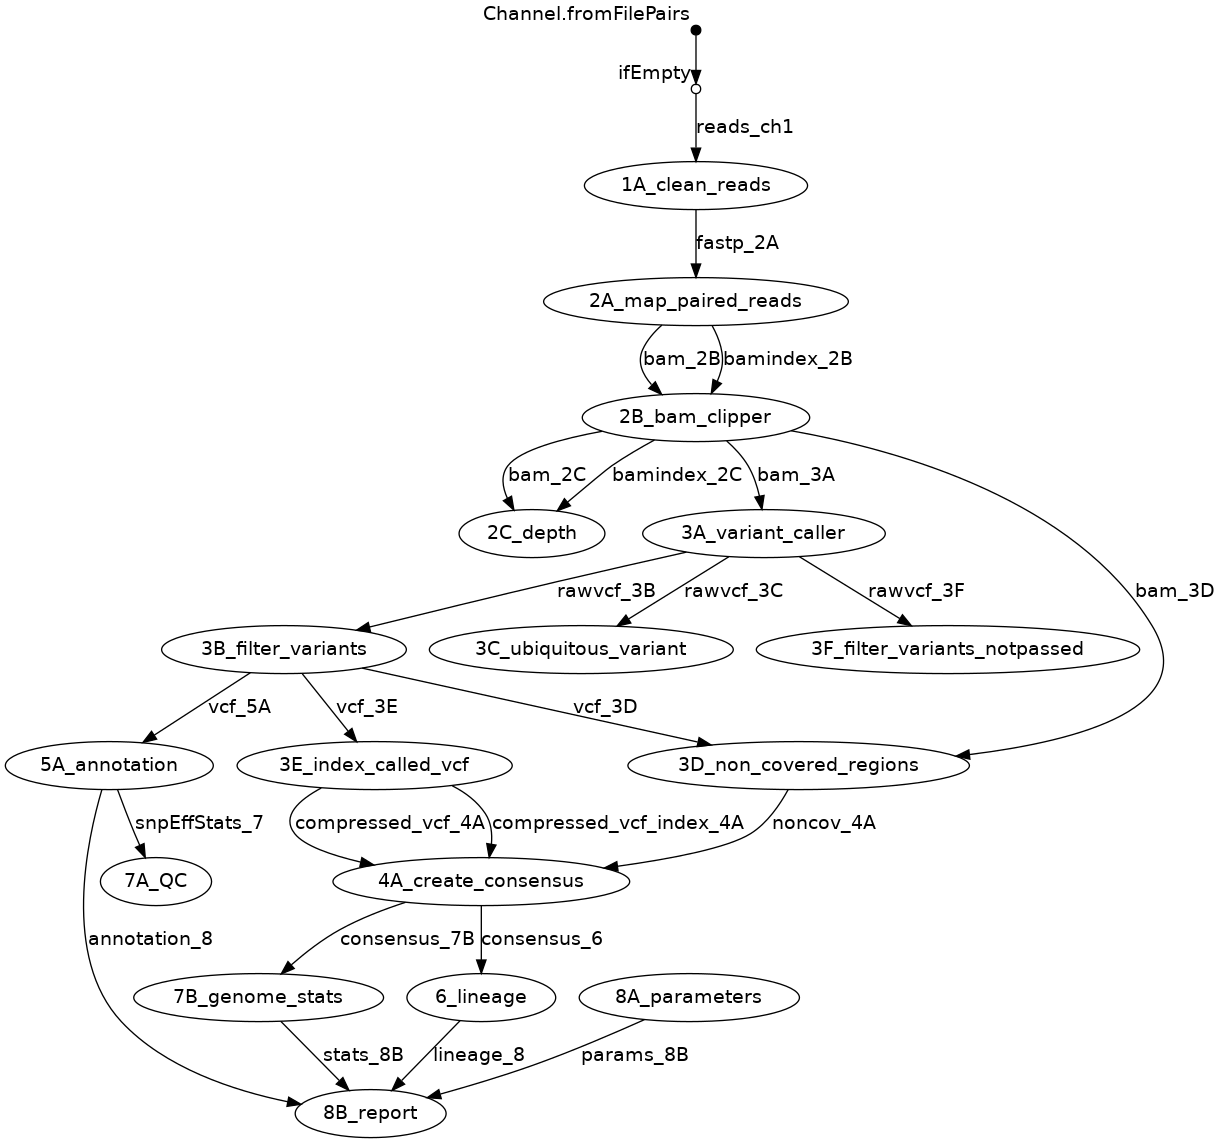 Channel.fromFilePairs
ifEmpty
reads_ch1
1A_clean_reads
fastp_2A
2A_map_paired_reads
bam_2B
bamindex_2B
2B_bam_clipper
bam_2C
bamindex_2C
bam_3A
2C_depth
3A_variant_caller
rawvcf_3B
rawvcf_3C
rawvcf_3F
bam_3D
3B_filter_variants
3C_ubiquitous_variant
3F_filter_variants_notpassed
vcf_5A
vcf_3E
vcf_3D
5A_annotation
3E_index_called_vcf
3D_non_covered_regions
snpEffStats_7
compressed_vcf_4A
compressed_vcf_index_4A
noncov_4A
7A_QC
4A_create_consensus
annotation_8
consensus_7B
consensus_6
7B_genome_stats
6_lineage
8A_parameters
stats_8B
lineage_8
params_8B
8B_report